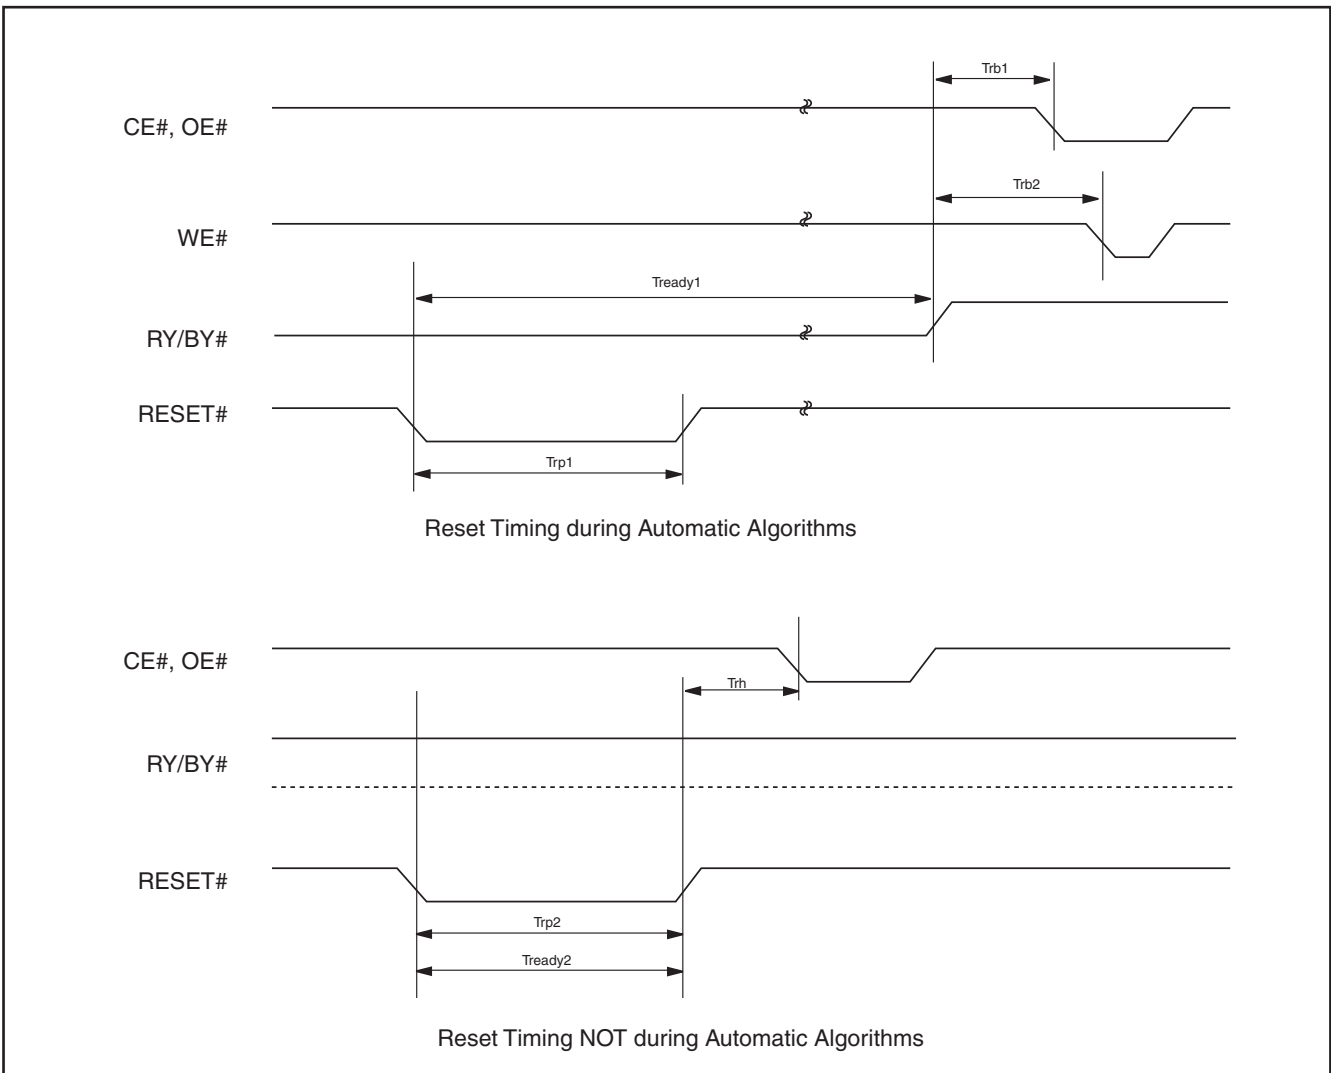 Trb1
CE#, OE#
Trb2
WE#
Tready1
RY/BY#
RESET#
Trp1
Reset Timing during Automatic Algorithms
CE#, OE#
Trh
RY/BY#
RESET#
Trp2
Tready2
Reset Timing NOT during Automatic Algorithms